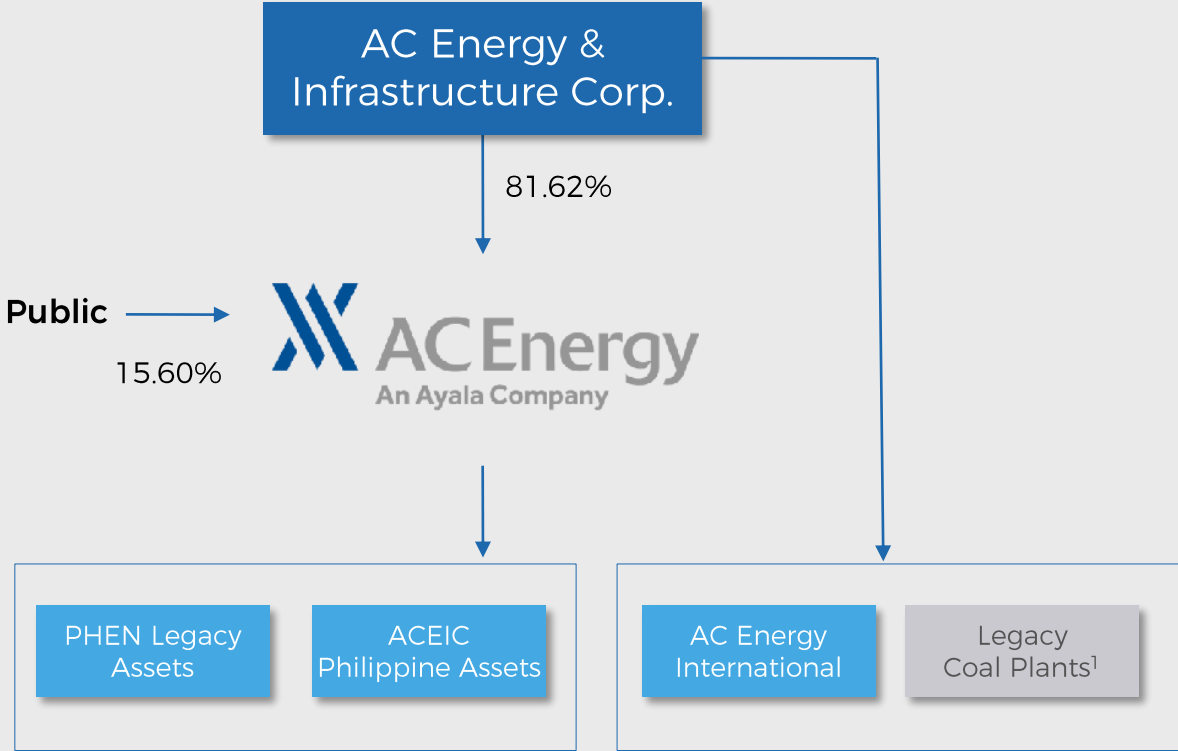 AC Energy &
Infrastructure Corp.
81.62%
Public
15.60%
AC Energy
An Ayala Company
PHEN Legacy
Assets
ACEIC
Philippine Assets
AC Energy
International
Legacy
Coal Plants¹